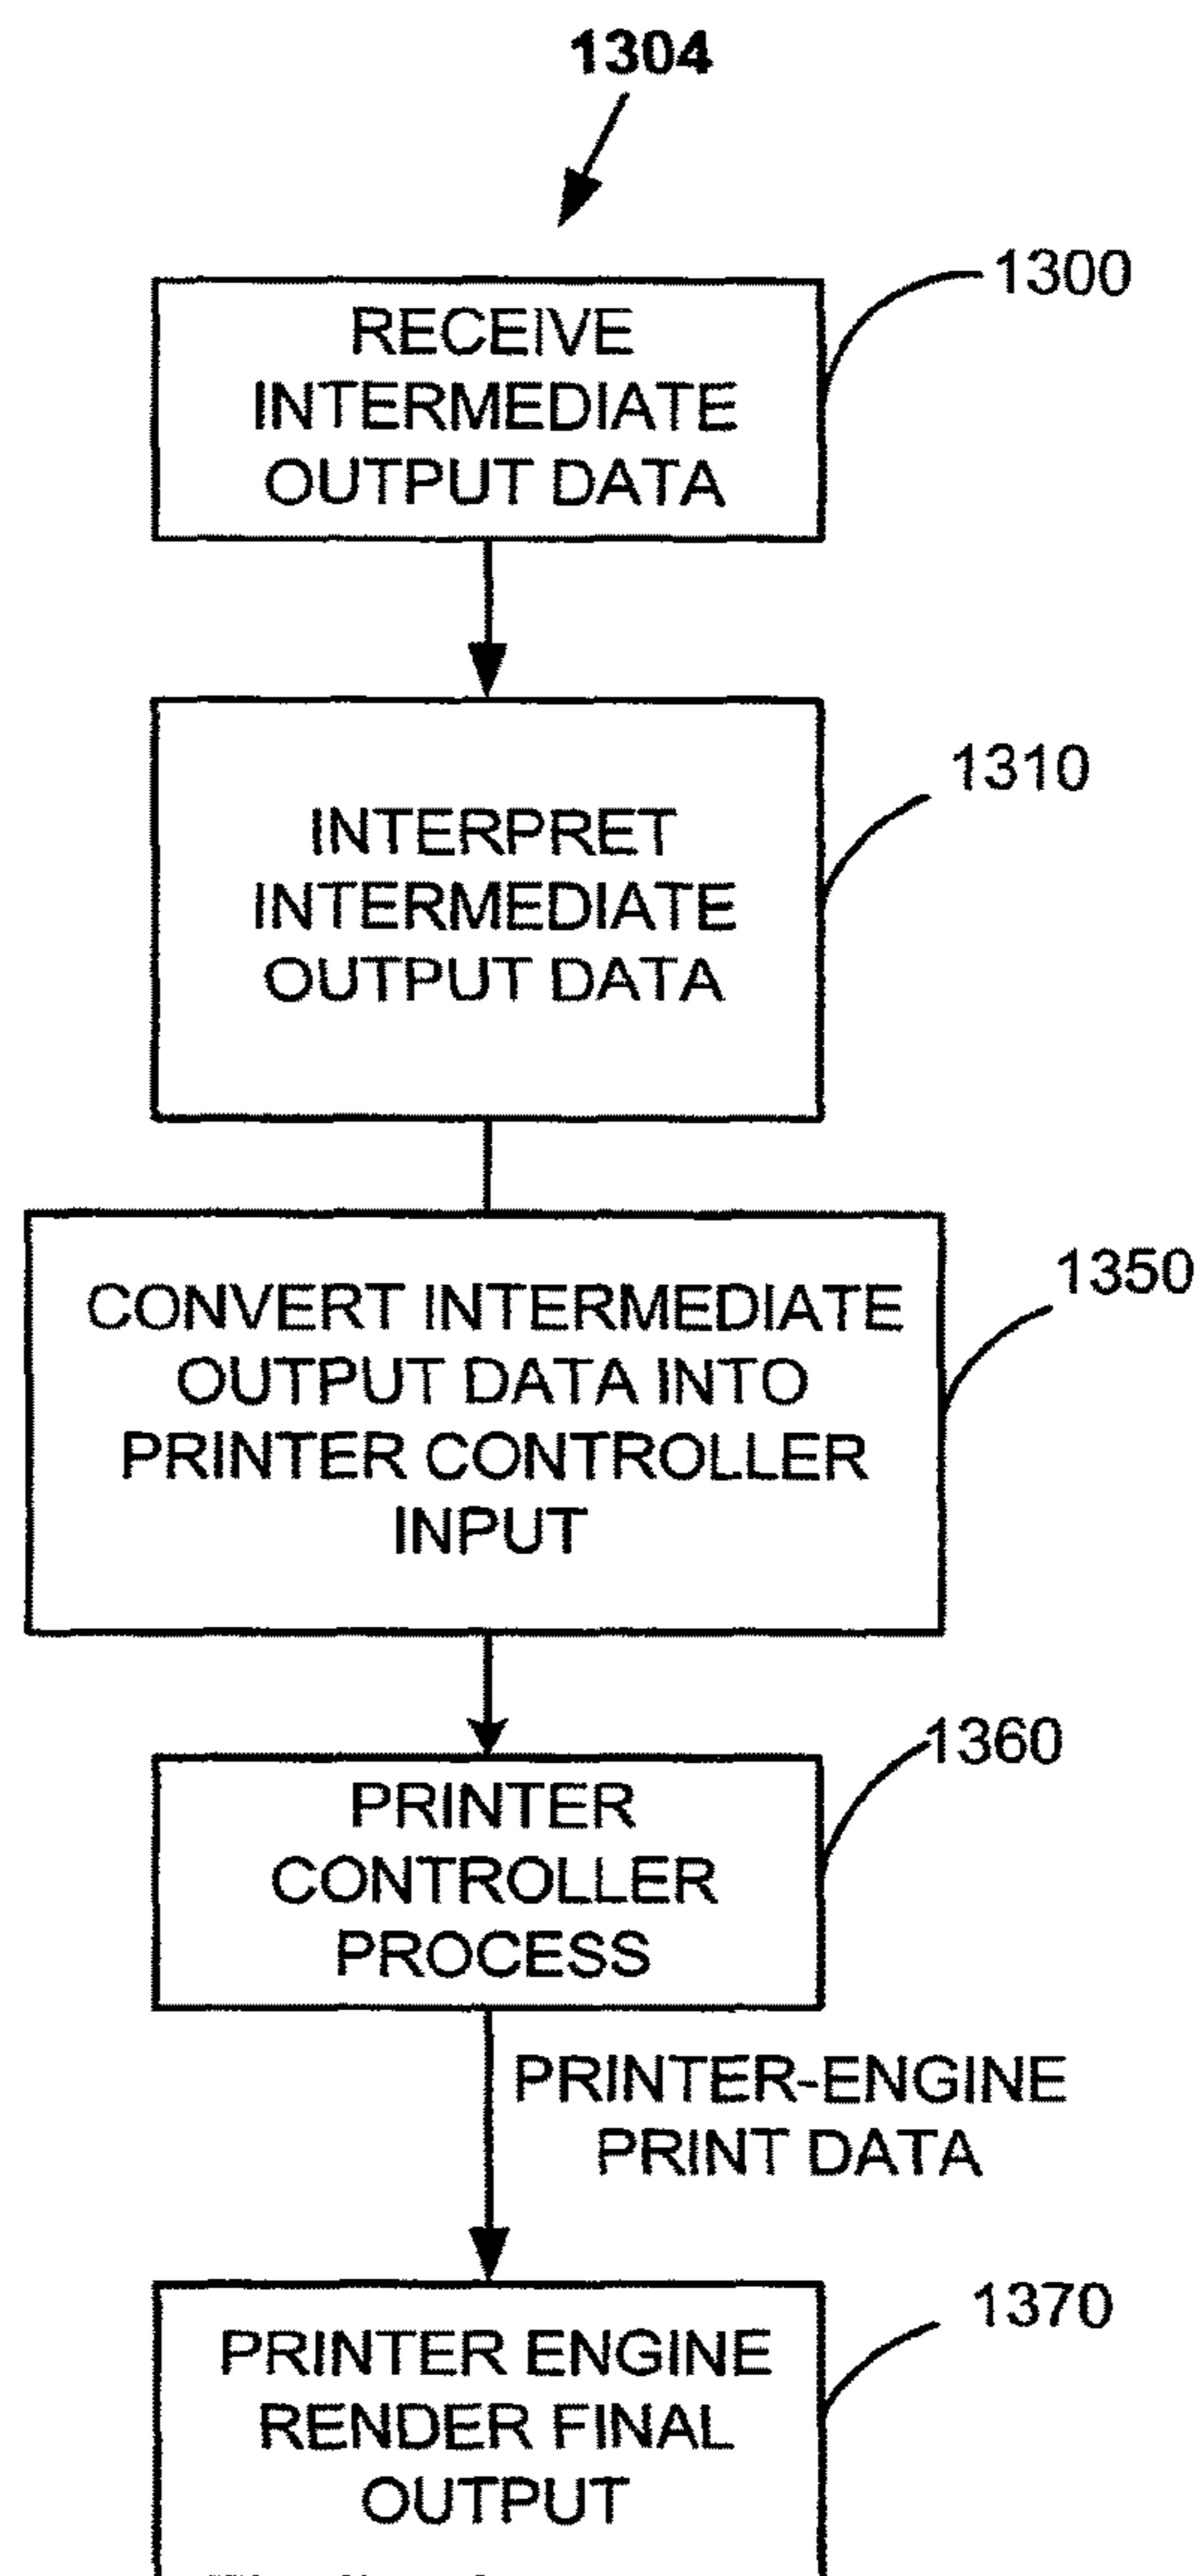 1304
1300
RECEIVE
INTERMEDIATE
OUTPUT DATA
1310
INTERPRET
INTERMEDIATE
OUTPUT DATA
1350
CONVERT INTERMEDIATE
OUTPUT DATA INTO
PRINTER CONTROLLER
INPUT
1360
PRINTER
CONTROLLER
PROCESS
PRINTER-ENGINE
PRINT DATA
1370
PRINTER ENGINE
RENDER FINAL
OUTPUT